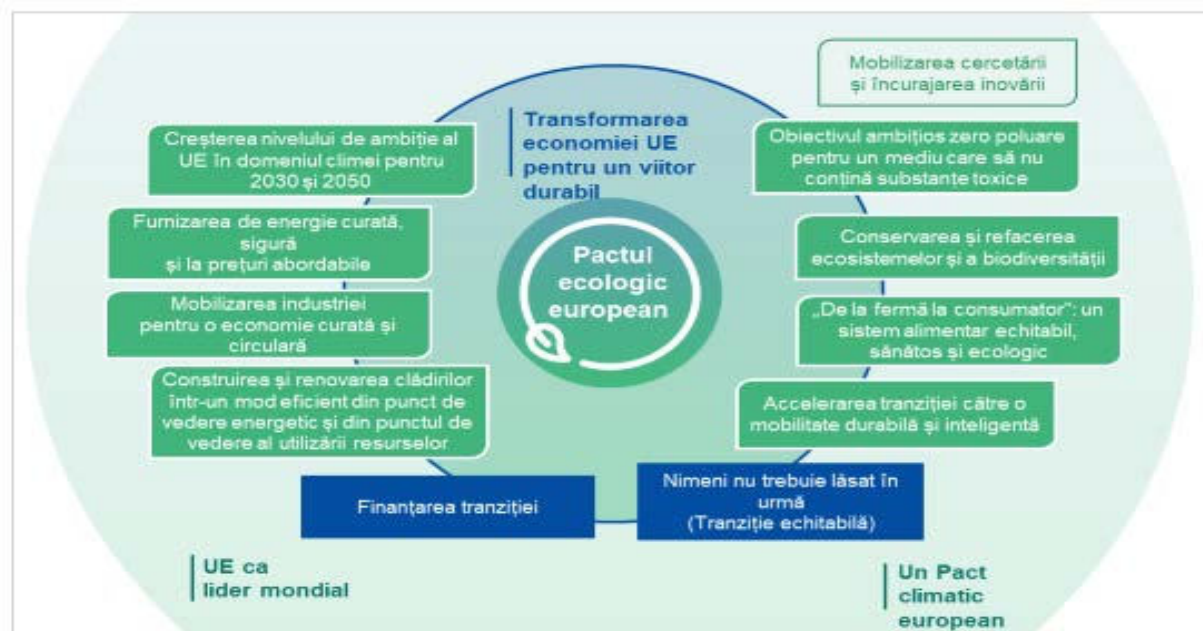 Mobilizarea cercetării
și încurajarea inovării
Transformarea
economiei UE
pentru un viitor
durabil
Creșterea nivelului de ambiție al
UE în domeniul climei pentru
2030 și 2050
Furnizarea de energie curată,
sigură
și la prețuri abordabile
Mobilizarea industriei
pentru o economie curată și
circulară
Construirea și renovarea clădirilor
într-un mod eficient din punct de
vedere energetic și din punctul de
vedere al utilizării resurselor
Pactul
ecologic
european
Obiectivul ambițios zero poluare
pentru un mediu care să nu
conțină substanțe toxice
Conservarea și refacerea
ecosistemelor și a biodiversității
„De la fermă la consumator”: un
sistem alimentar echitabil,
sănătos și ecologic
Accelerarea tranziției către o
mobilitate durabilă și inteligentă
Finanțarea tranziției
Nimeni nu trebuie lăsat în
urmă
(Tranziție echitabilă)
UE ca
lider mondial
Un Pact
climatic
european